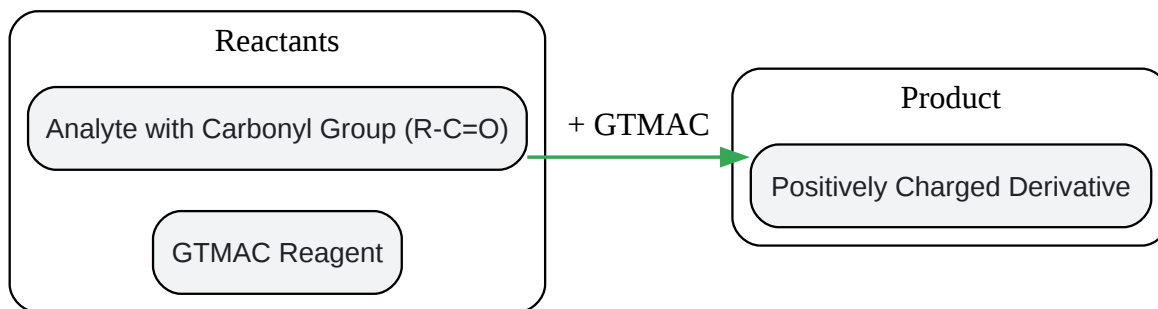 Reactants
Analyte with Carbonyl Group (R-C=O)
GTMAC Reagent
+ GTMAC
Product
Positively Charged Derivative